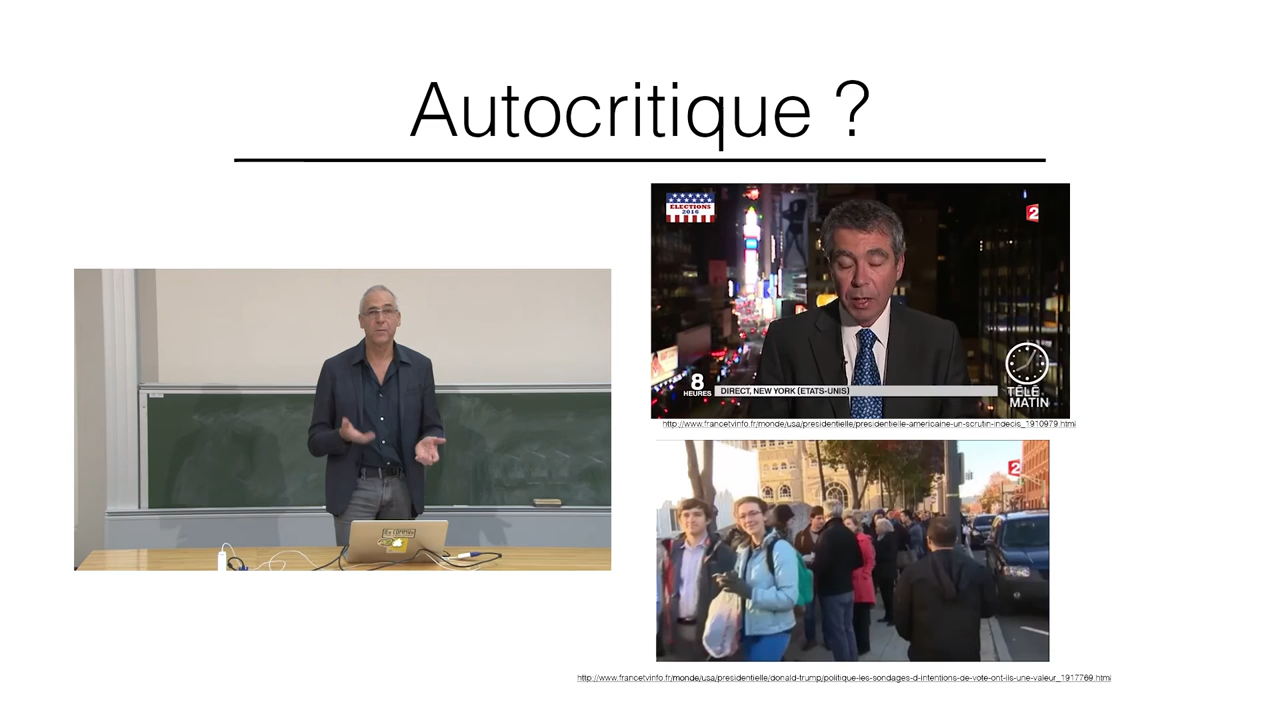 Autocritique ?
ELECTIONS
2016
2
8
HEURES
DIRECT, NEW YORK (ETATS-UNIS)
TÉLÉ
MATIN
http://www.francetvinfo.fr/monde/usa/presidentielle/presidentielle-americaine-un-scrutin-indecis_1910979.html
2
http://www.francetvinfo.fr/monde/usa/presidentielle/donald-trump/politique-les-sondages-d-intentions-de-vote-ont-ils-une-valeur_1917769.html